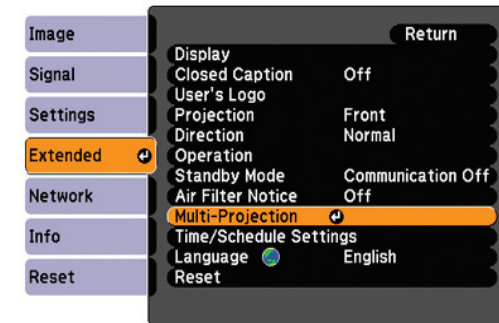 Image
Signal
Settings
Extended
Network
Info
Reset
Return
Display
Closed Caption Off
User's Logo
Projection Front
Direction Normal
Operation
Standby Mode Communication Off
Air Filter Notice Off
Multi-Projection
Time/Schedule Settings
Language English
Reset